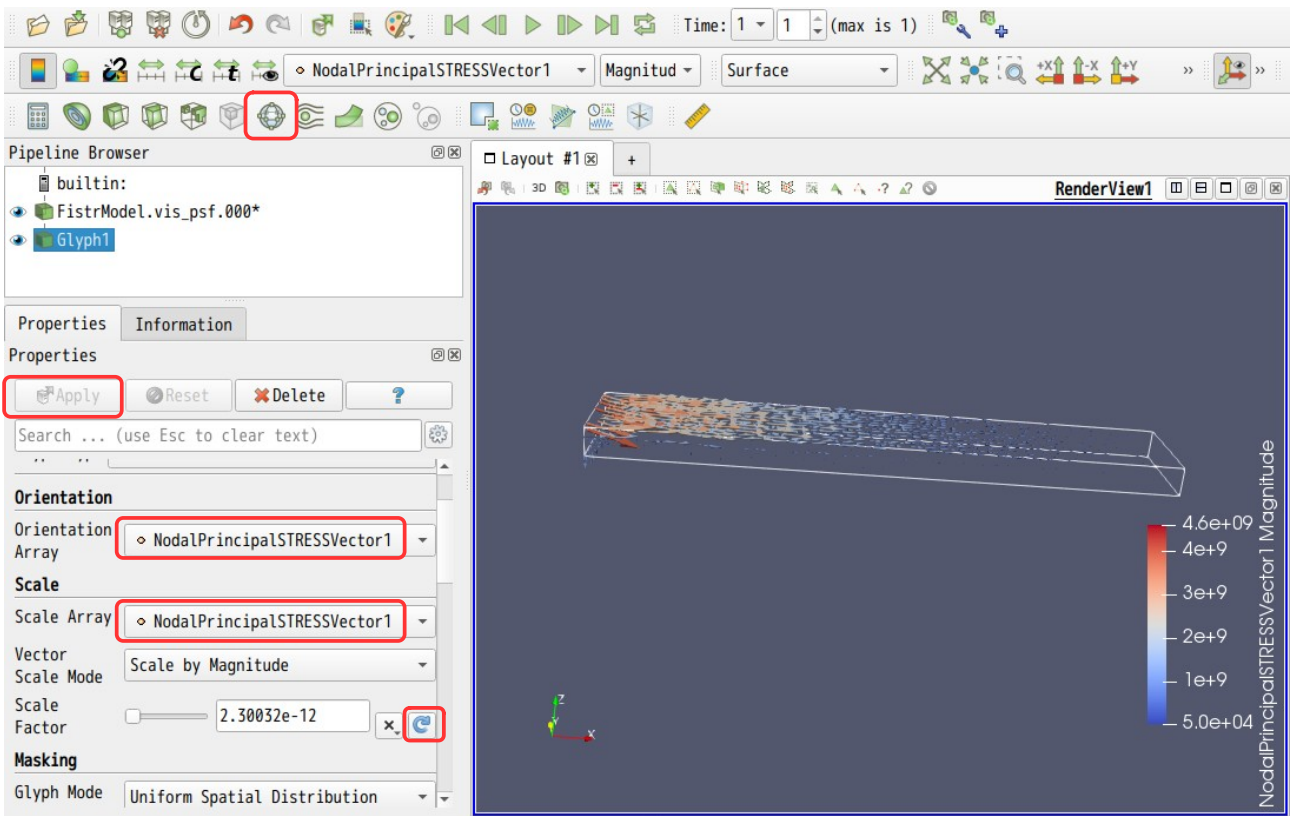 Time: 1 1 (max is 1)
NodalPrincipalSTRESSVector1 Magnitud Surface +X -X +Y » »
Pipeline Browser
Layout #1 +
builtin:
3D RenderView1
FistrModel.vis_psf.000*
Glyph1
Properties Information
Properties
Apply Reset Delete ?
Search ... (use Esc to clear text)
Orientation
Orientation Array NodalPrincipalSTRESSVector1
Scale
Scale Array NodalPrincipalSTRESSVector1
Vector Scale Mode Scale by Magnitude
Scale Factor 2.30032e-12
Masking
Glyph Mode Uniform Spatial Distribution
Z
Y
X
4.6e+09
4e+9
3e+9
2e+9
1e+9
5.0e+04
NodalPrincipalSTRESSVector1 Magnitude